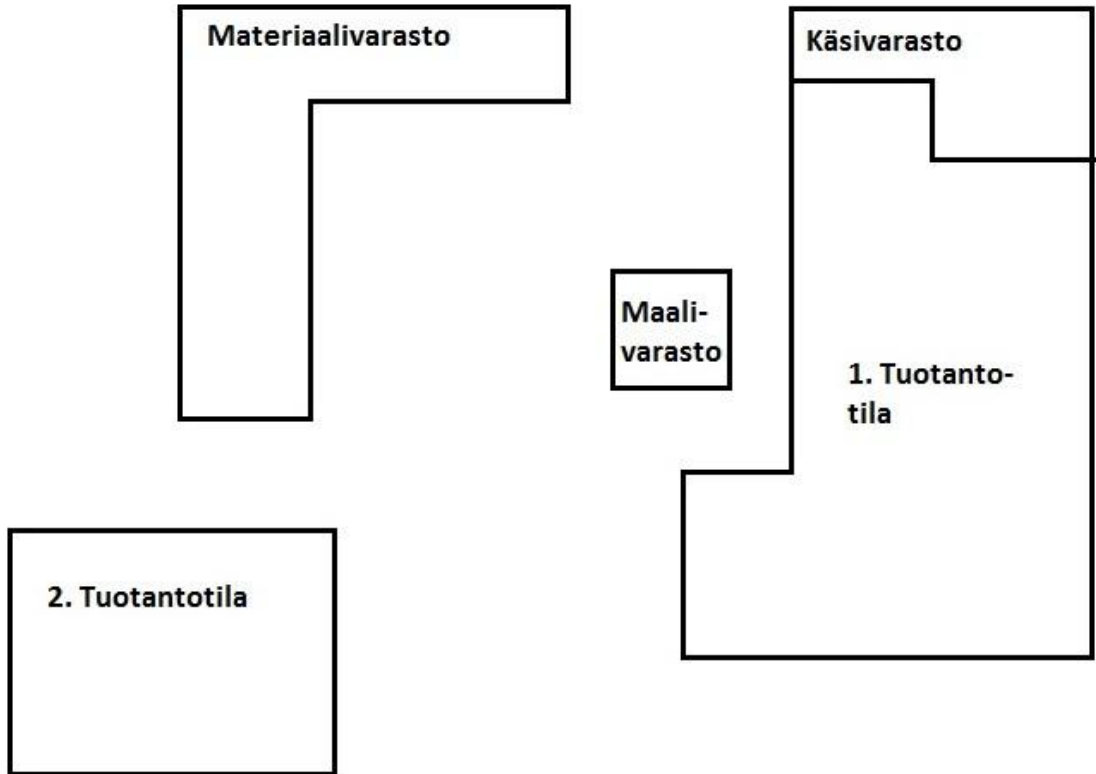 Materiaalivarasto
Käsivarasto
Maali-
varasto
1. Tuotanto-
tila
2. Tuotantotila